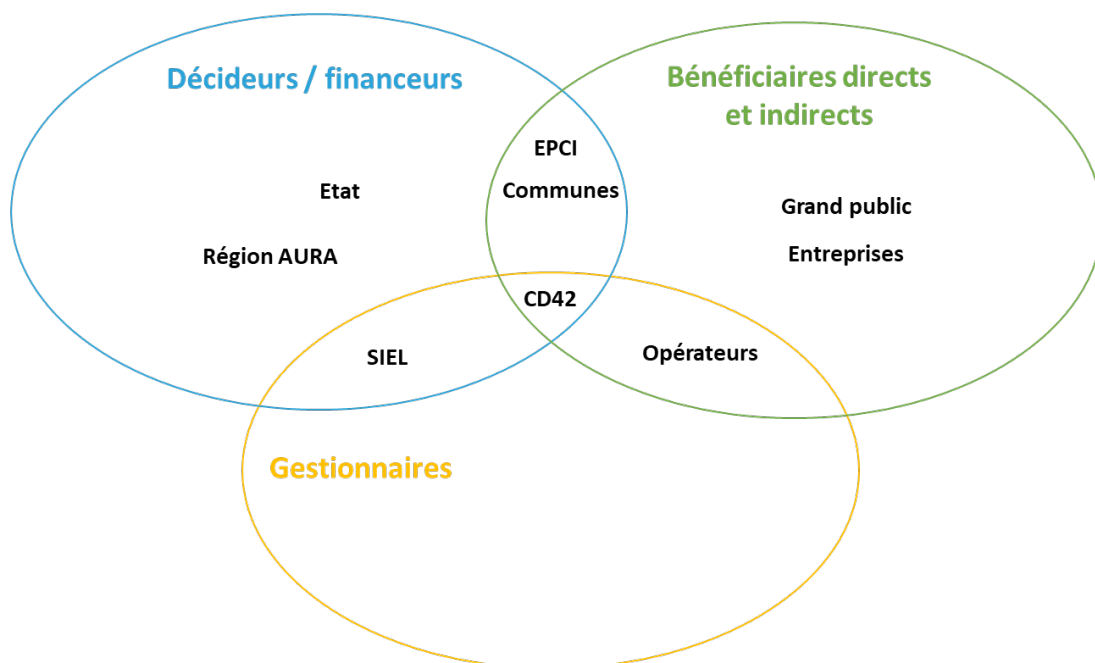 Décideurs / financeurs
Bénéficiaires directs
et indirects
EPCI
Communes
Etat
Grand public
Région AURA
Entreprises
CD42
SIEL
Opérateurs
Gestionnaires